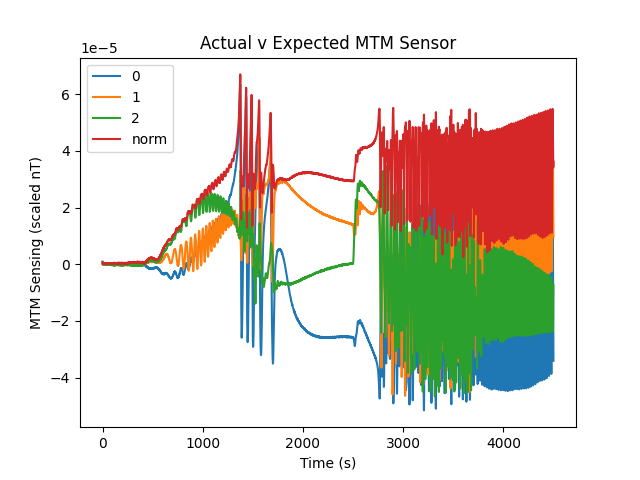 Actual v Expected MTM Sensor
1e−5
6
4
2
0
−2
−4
MTM Sensing (scaled nT)
0
1
2
norm
0 1000 2000 3000 4000
Time (s)